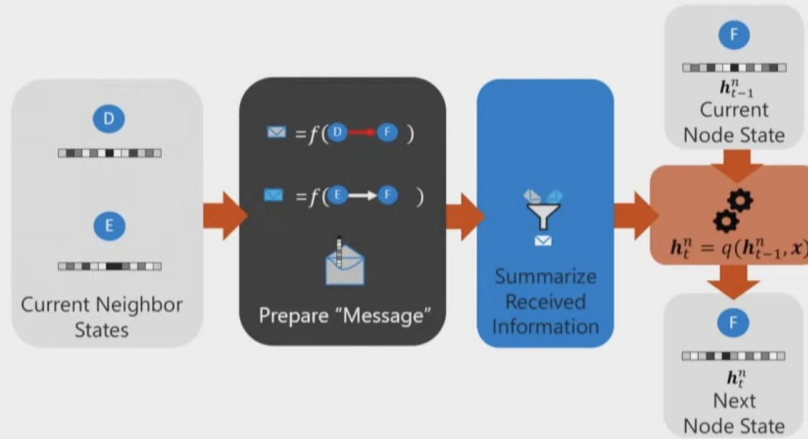 D
E
Current Neighbor
States
=f( D F )
=f( E F )
Prepare "Message"
Summarize
Received
Information
F
h^n_{t-1}
Current
Node State
h^n_t = q(h^n_{t-1}, x)
F
h^n_t
Next
Node State